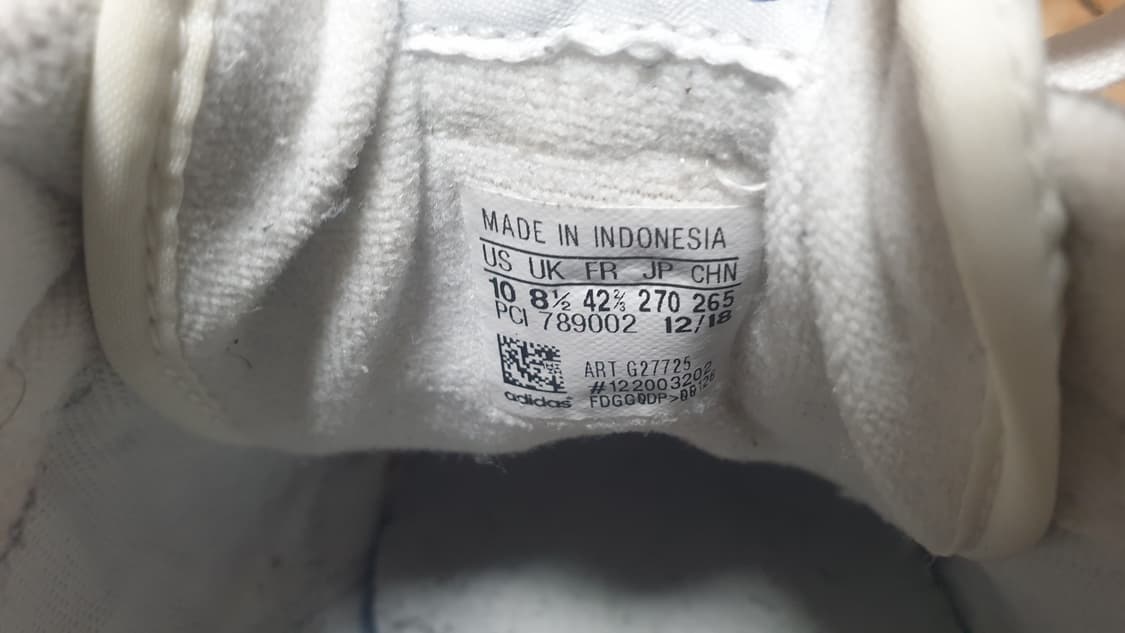 MADE IN INDONESIA
US UK FR JP CHN
10 8½ 42⅔ 270 265
PCI 789002 12/18
ART G27725
#122003202
adidas